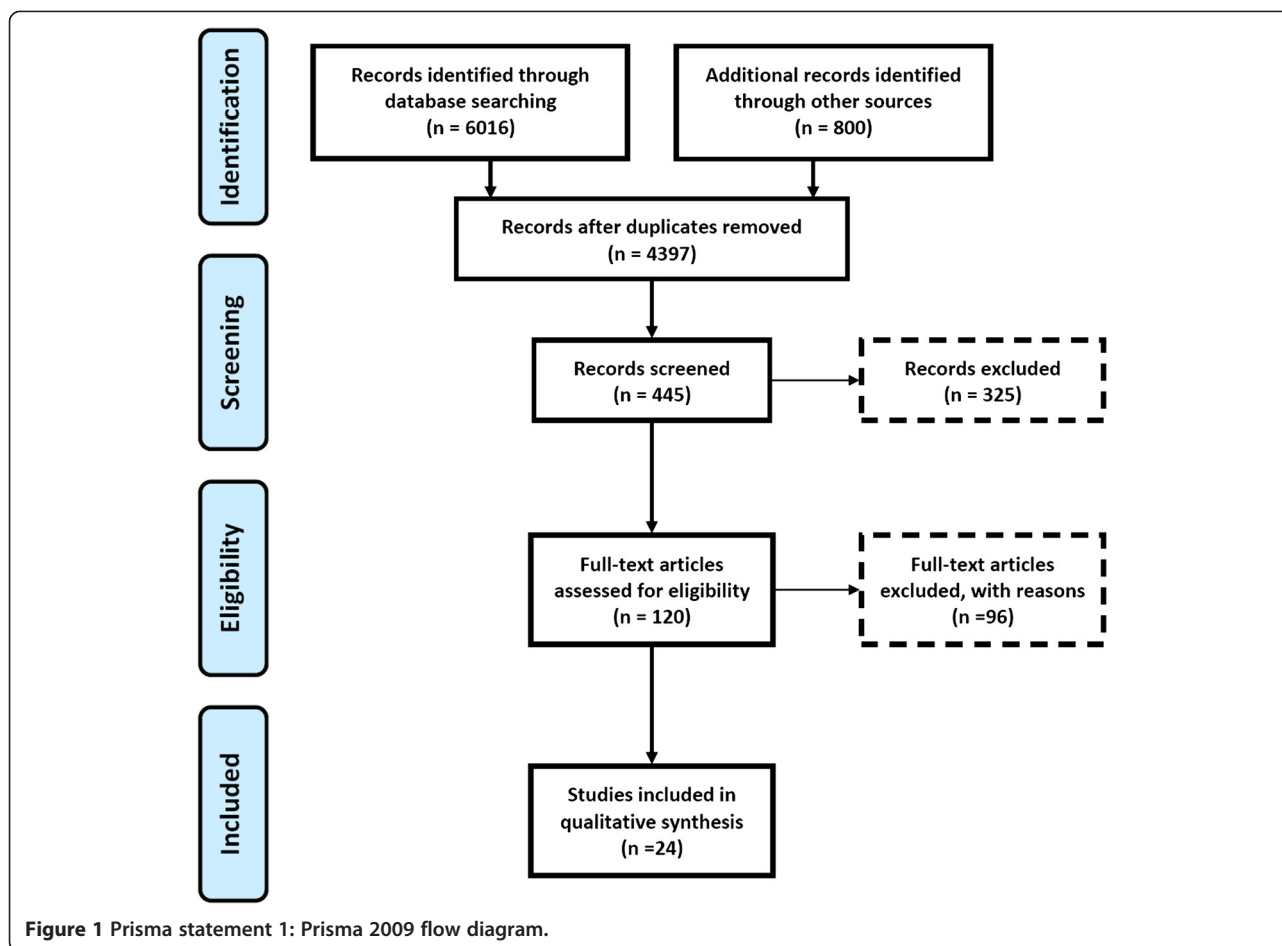 Identification
Records identified through
database searching
(n = 6016)
Additional records identified
through other sources
(n = 800)
Records after duplicates removed
(n = 4397)
Screening
Records screened
(n = 445)
Records excluded
(n = 325)
Eligibility
Full-text articles
assessed for eligibility
(n = 120)
Full-text articles
excluded, with reasons
(n =96)
Included
Studies included in
qualitative synthesis
(n =24)
Figure 1 Prisma statement 1: Prisma 2009 flow diagram.